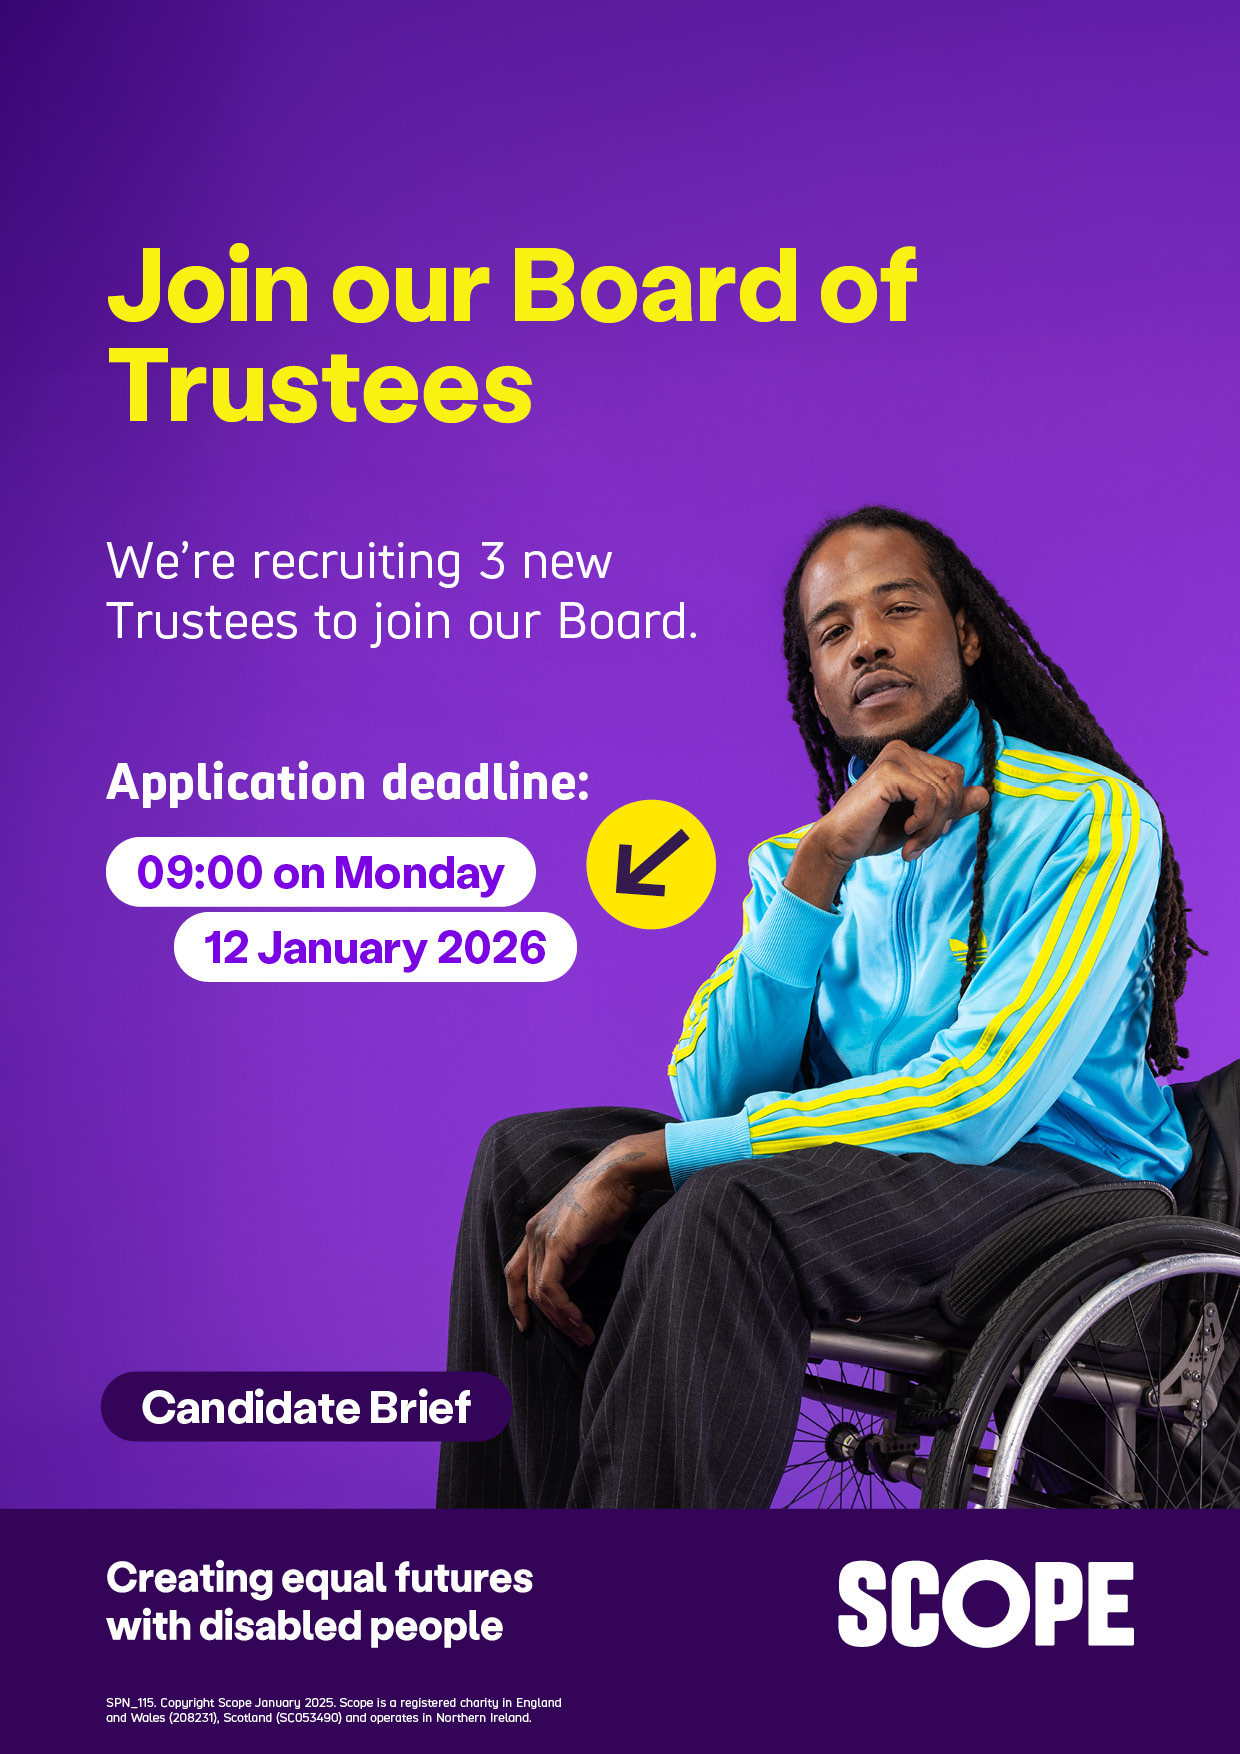 Join our Board of
Trustees
We’re recruiting 3 new
Trustees to join our Board.
Application deadline:
09:00 on Monday
12 January 2026
Candidate Brief
Creating equal futures
with disabled people
SCOPE
SPN_115. Copyright Scope January 2025. Scope is a registered charity in England
and Wales (208231), Scotland (SC053490) and operates in Northern Ireland.